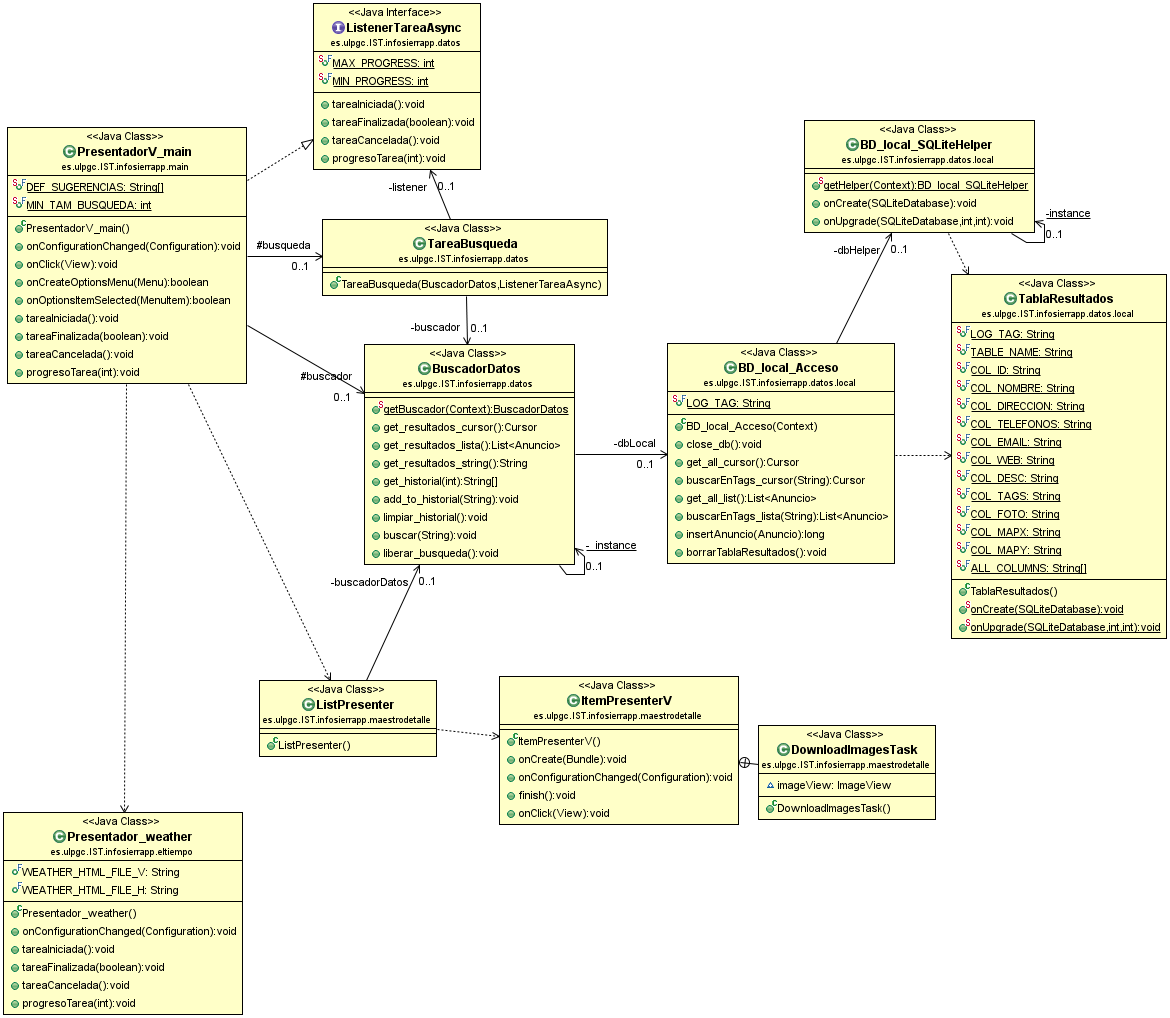 <<Java Interface>>
ListenerTareaAsync
es.ulpgc.IST.infosierrapp.datos
MAX_PROGRESS: int
MIN_PROGRESS: int
tareaIniciada():void
tareaFinalizada(boolean):void
tareaCancelada():void
progresoTarea(int):void
<<Java Class>>
PresentadorV_main
es.ulpgc.IST.infosierrapp.main
DEF_SUGERENCIAS: String[]
MIN_TAM_BUSQUEDA: int
PresentadorV_main()
onConfigurationChanged(Configuration):void
onClick(View):void
onCreateOptionsMenu(Menu):boolean
onOptionsItemSelected(MenuItem):boolean
tareaIniciada():void
tareaFinalizada(boolean):void
tareaCancelada():void
progresoTarea(int):void
-listener
0..1
#busqueda
0..1
<<Java Class>>
TareaBusqueda
es.ulpgc.IST.infosierrapp.datos
TareaBusqueda(BuscadorDatos,ListenerTareaAsync)
-buscador
0..1
#buscador
0..1
<<Java Class>>
BuscadorDatos
es.ulpgc.IST.infosierrapp.datos
getBuscador(Context):BuscadorDatos
get_resultados_cursor():Cursor
get_resultados_lista():List<Anuncio>
get_resultados_string():String
get_historial(int):String[]
add_to_historial(String):void
limpiar_historial():void
buscar(String):void
liberar_busqueda():void
-_instance
0..1
-buscadorDatos
0..1
-dbLocal
0..1
<<Java Class>>
BD_local_Acceso
es.ulpgc.IST.infosierrapp.datos.local
LOG_TAG: String
BD_local_Acceso(Context)
close_db():void
get_all_cursor():Cursor
buscarEnTags_cursor(String):Cursor
get_all_list():List<Anuncio>
buscarEnTags_lista(String):List<Anuncio>
insertAnuncio(Anuncio):long
borrarTablaResultados():void
-dbHelper
0..1
<<Java Class>>
BD_local_SQLiteHelper
es.ulpgc.IST.infosierrapp.datos.local
getHelper(Context):BD_local_SQLiteHelper
onCreate(SQLiteDatabase):void
onUpgrade(SQLiteDatabase,int,int):void
-instance
0..1
<<Java Class>>
TablaResultados
es.ulpgc.IST.infosierrapp.datos.local
LOG_TAG: String
TABLE_NAME: String
COL_ID: String
COL_NOMBRE: String
COL_DIRECCION: String
COL_TELEFONOS: String
COL_EMAIL: String
COL_WEB: String
COL_DESC: String
COL_TAGS: String
COL_FOTO: String
COL_MAPX: String
COL_MAPY: String
ALL_COLUMNS: String[]
TablaResultados()
onCreate(SQLiteDatabase):void
onUpgrade(SQLiteDatabase,int,int):void
<<Java Class>>
ListPresenter
es.ulpgc.IST.infosierrapp.maestrodetalle
ListPresenter()
<<Java Class>>
ItemPresenterV
es.ulpgc.IST.infosierrapp.maestrodetalle
ItemPresenterV()
onCreate(Bundle):void
onConfigurationChanged(Configuration):void
finish():void
onClick(View):void
<<Java Class>>
DownloadImagesTask
es.ulpgc.IST.infosierrapp.maestrodetalle
imageView: ImageView
DownloadImagesTask()
<<Java Class>>
Presentador_weather
es.ulpgc.IST.infosierrapp.eltiempo
WEATHER_HTML_FILE_V: String
WEATHER_HTML_FILE_H: String
Presentador_weather()
onConfigurationChanged(Configuration):void
tareaIniciada():void
tareaFinalizada(boolean):void
tareaCancelada():void
progresoTarea(int):void